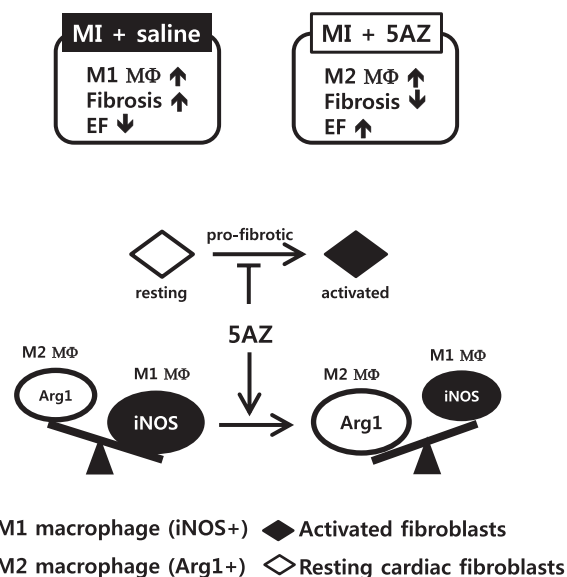 MI + saline
M1 MΦ
Fibrosis
EF
MI + 5AZ
M2 MΦ
Fibrosis
EF
pro-fibrotic
resting
activated
5AZ
M2 MΦ
Arg1
M1 MΦ
iNOS
M2 MΦ
Arg1
M1 MΦ
iNOS
M1 macrophage (iNOS+)
Activated fibroblasts
M2 macrophage (Arg1+)
Resting cardiac fibroblasts